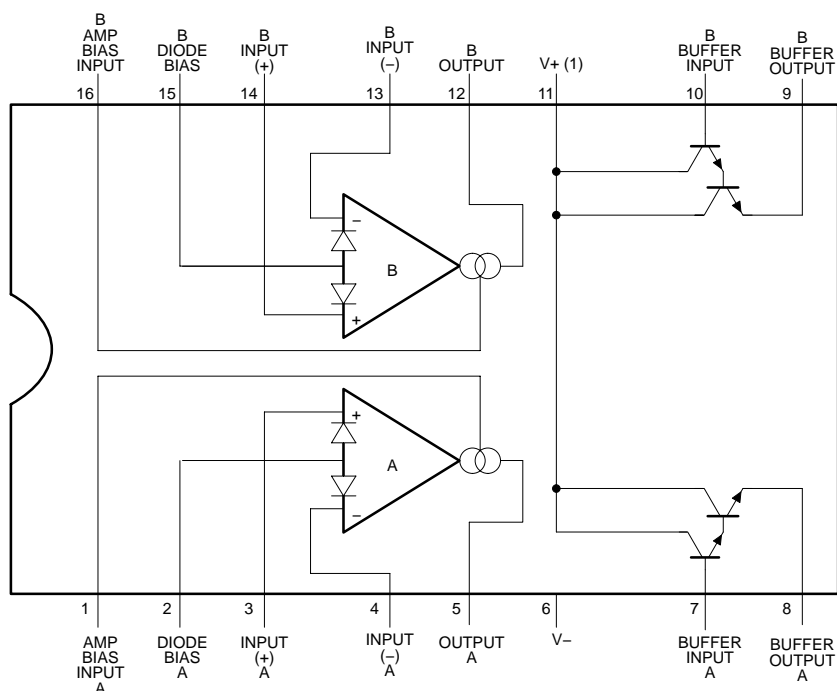 B
AMP
BIAS
INPUT
B
DIODE
BIAS
B
INPUT
(+)
B
INPUT
(–)
B
OUTPUT
V+ (1)
B
BUFFER
INPUT
B
BUFFER
OUTPUT
16
15
14
13
12
11
10
9
–
B
+
+
A
–
1
2
3
4
5
6
7
8
AMP
BIAS
INPUT
A
DIODE
BIAS
A
INPUT
(+)
A
INPUT
(–)
A
OUTPUT
A
V–
BUFFER
INPUT
A
BUFFER
OUTPUT
A